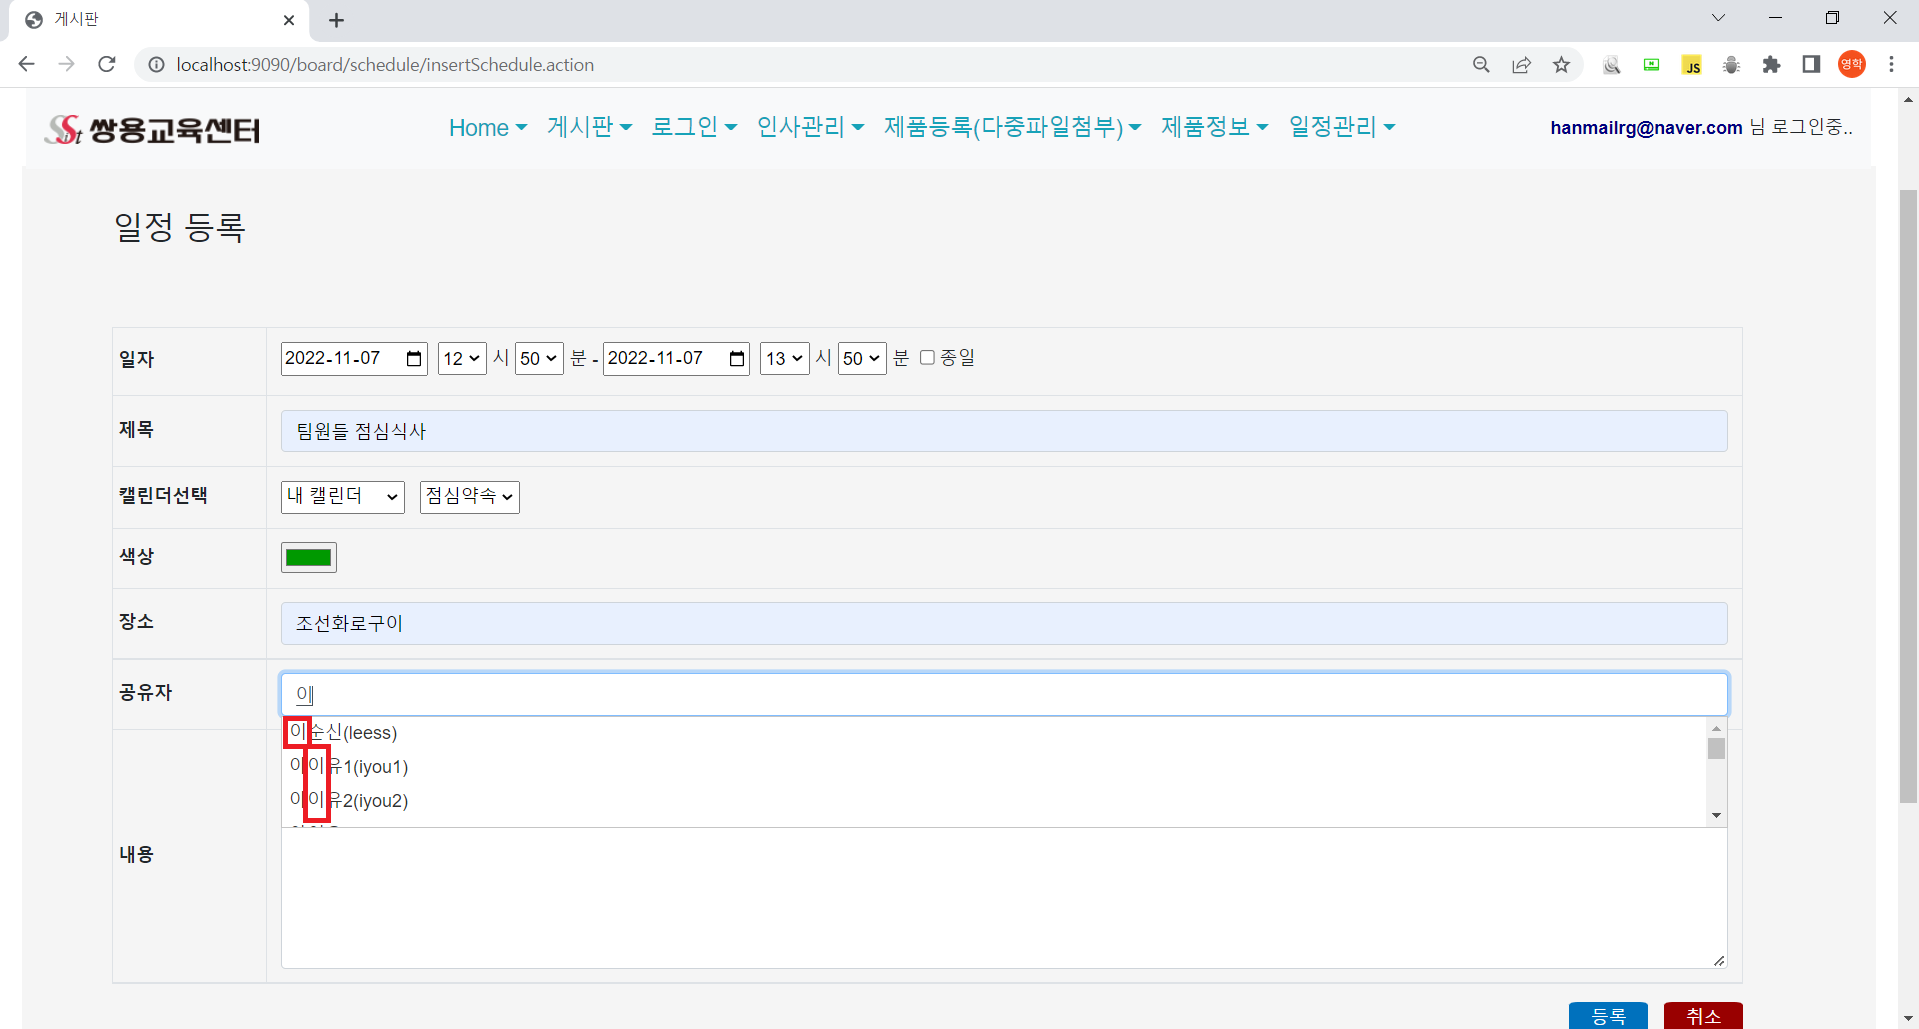 게시판
localhost:9090/board/schedule/insertSchedule.action
JS
영학
SSist 쌍용교육센터 Home 게시판 로그인 인사관리 제품등록(다중파일첨부) 제품정보 일정관리 hanmailrg@naver.com 님 로그인중..
일정 등록
일자 2022-11-07 12 시 50 분 - 2022-11-07 13 시 50 분 종일
제목 팀원들 점심식사
캘린더선택 내 캘린더 점심약속
색상
장소 조선화로구이
공유자 이
이순신(leess)
아이유1(iyou1)
아이유2(iyou2)
내용
등록 취소